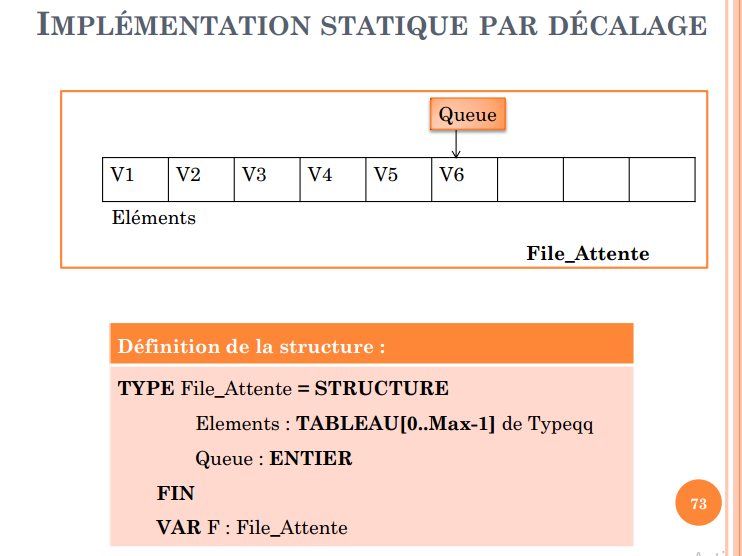 IMPLÉMENTATION STATIQUE PAR DÉCALAGE
Queue
V1 V2 V3 V4 V5 V6
Eléments
File_Attente
Définition de la structure :
TYPE File_Attente = STRUCTURE
Elements : TABLEAU[0..Max-1] de Typeqq
Queue : ENTIER
FIN
VAR F : File_Attente
73